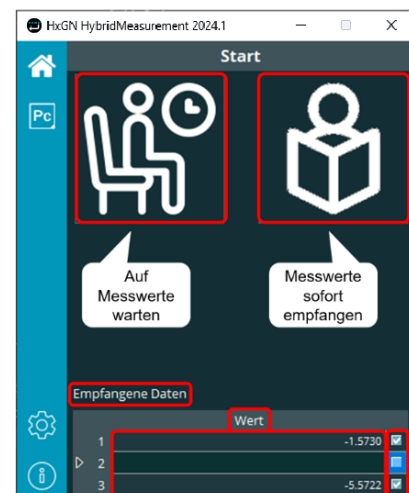 HxGN HybridMeasurement 2024.1
Start
Pc
Auf
Messwerte
warten
Messwerte
sofort
empfangen
Empfangene Daten
Wert
1 -1.5730
2
3 -5.5722